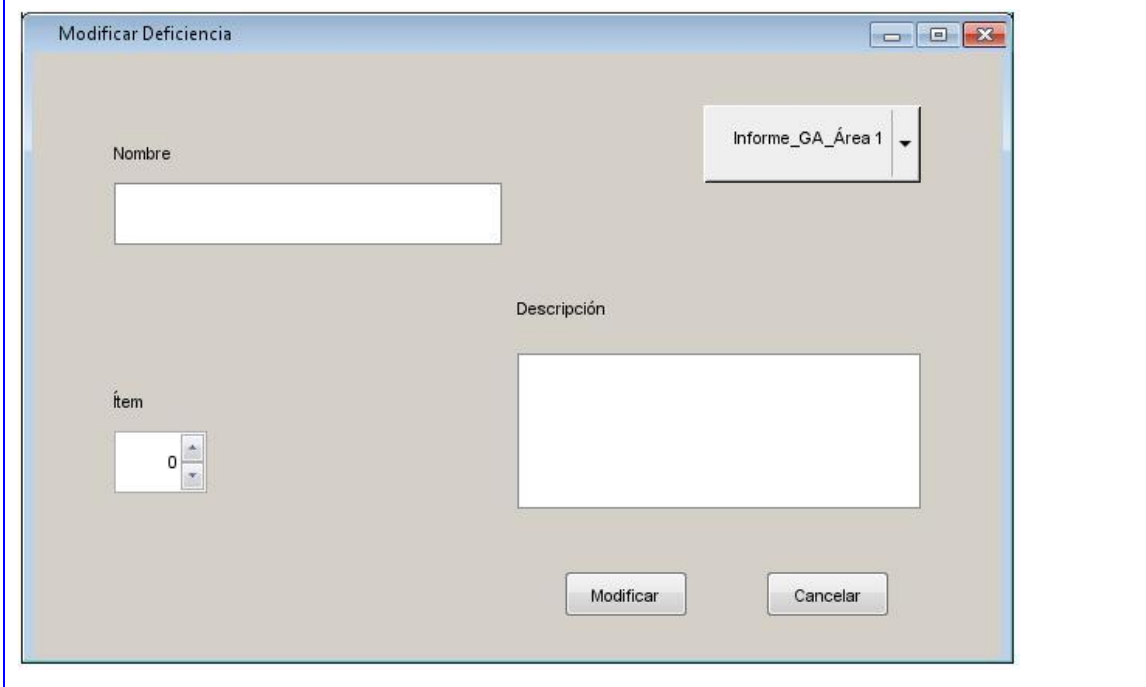 Modificar Deficiencia
Informe_GA_Área 1
Nombre
Descripción
Ítem
0
Modificar
Cancelar